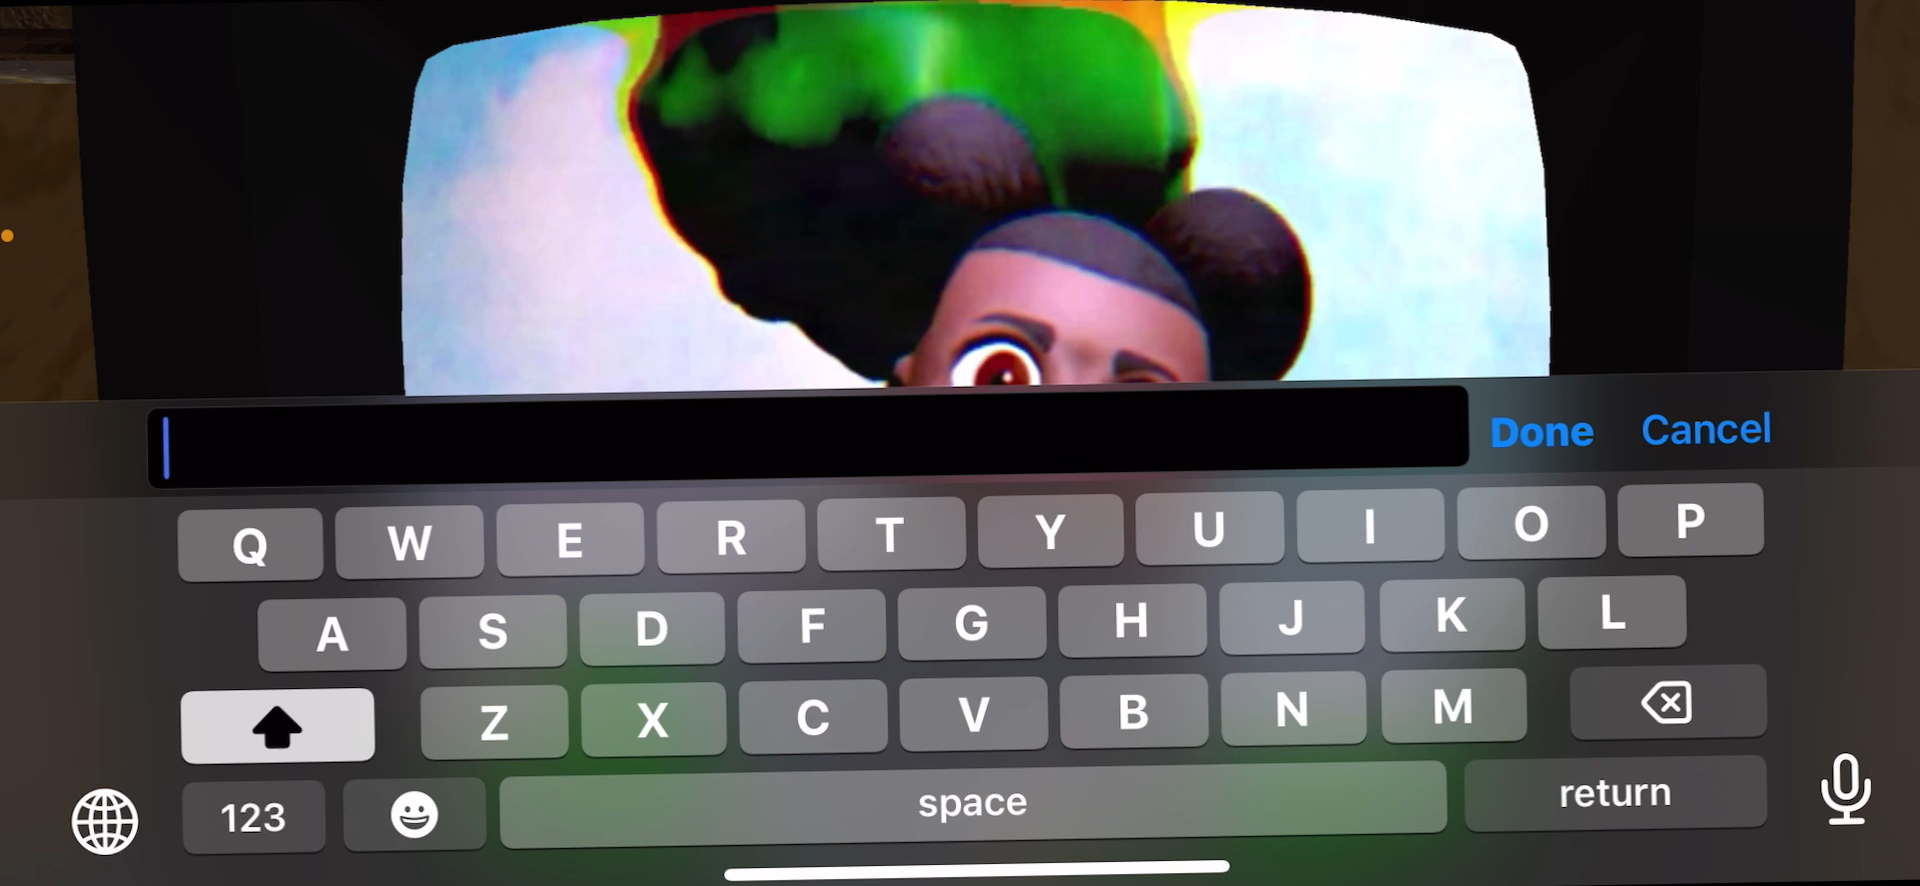 Done Cancel
Q W E R T Y U I O P
A S D F G H J K L
Z X C V B N M
123 space return